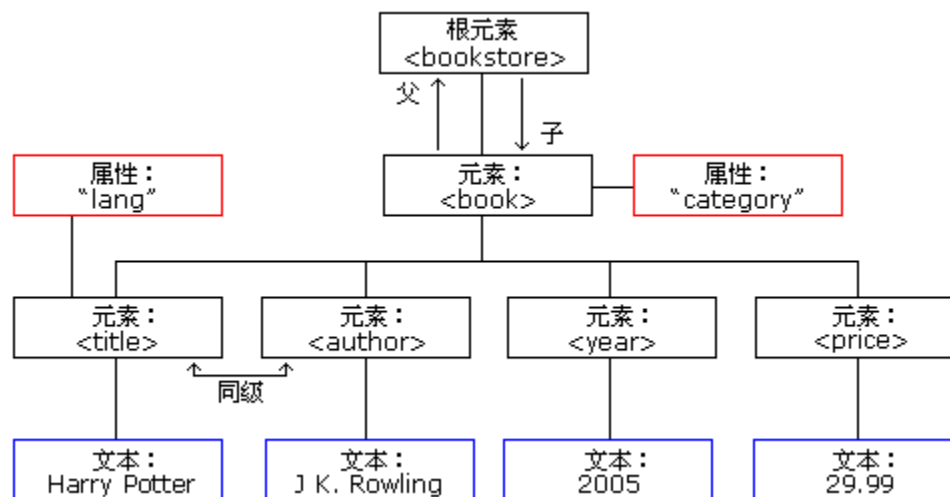 根元素
<bookstore>
父
子
属性：
“lang”
元素：
<book>
属性：
“category”
元素：
<title>
元素：
<author>
元素：
<year>
元素：
<price>
同级
文本：
Harry Potter
文本：
J K. Rowling
文本：
2005
文本：
29.99